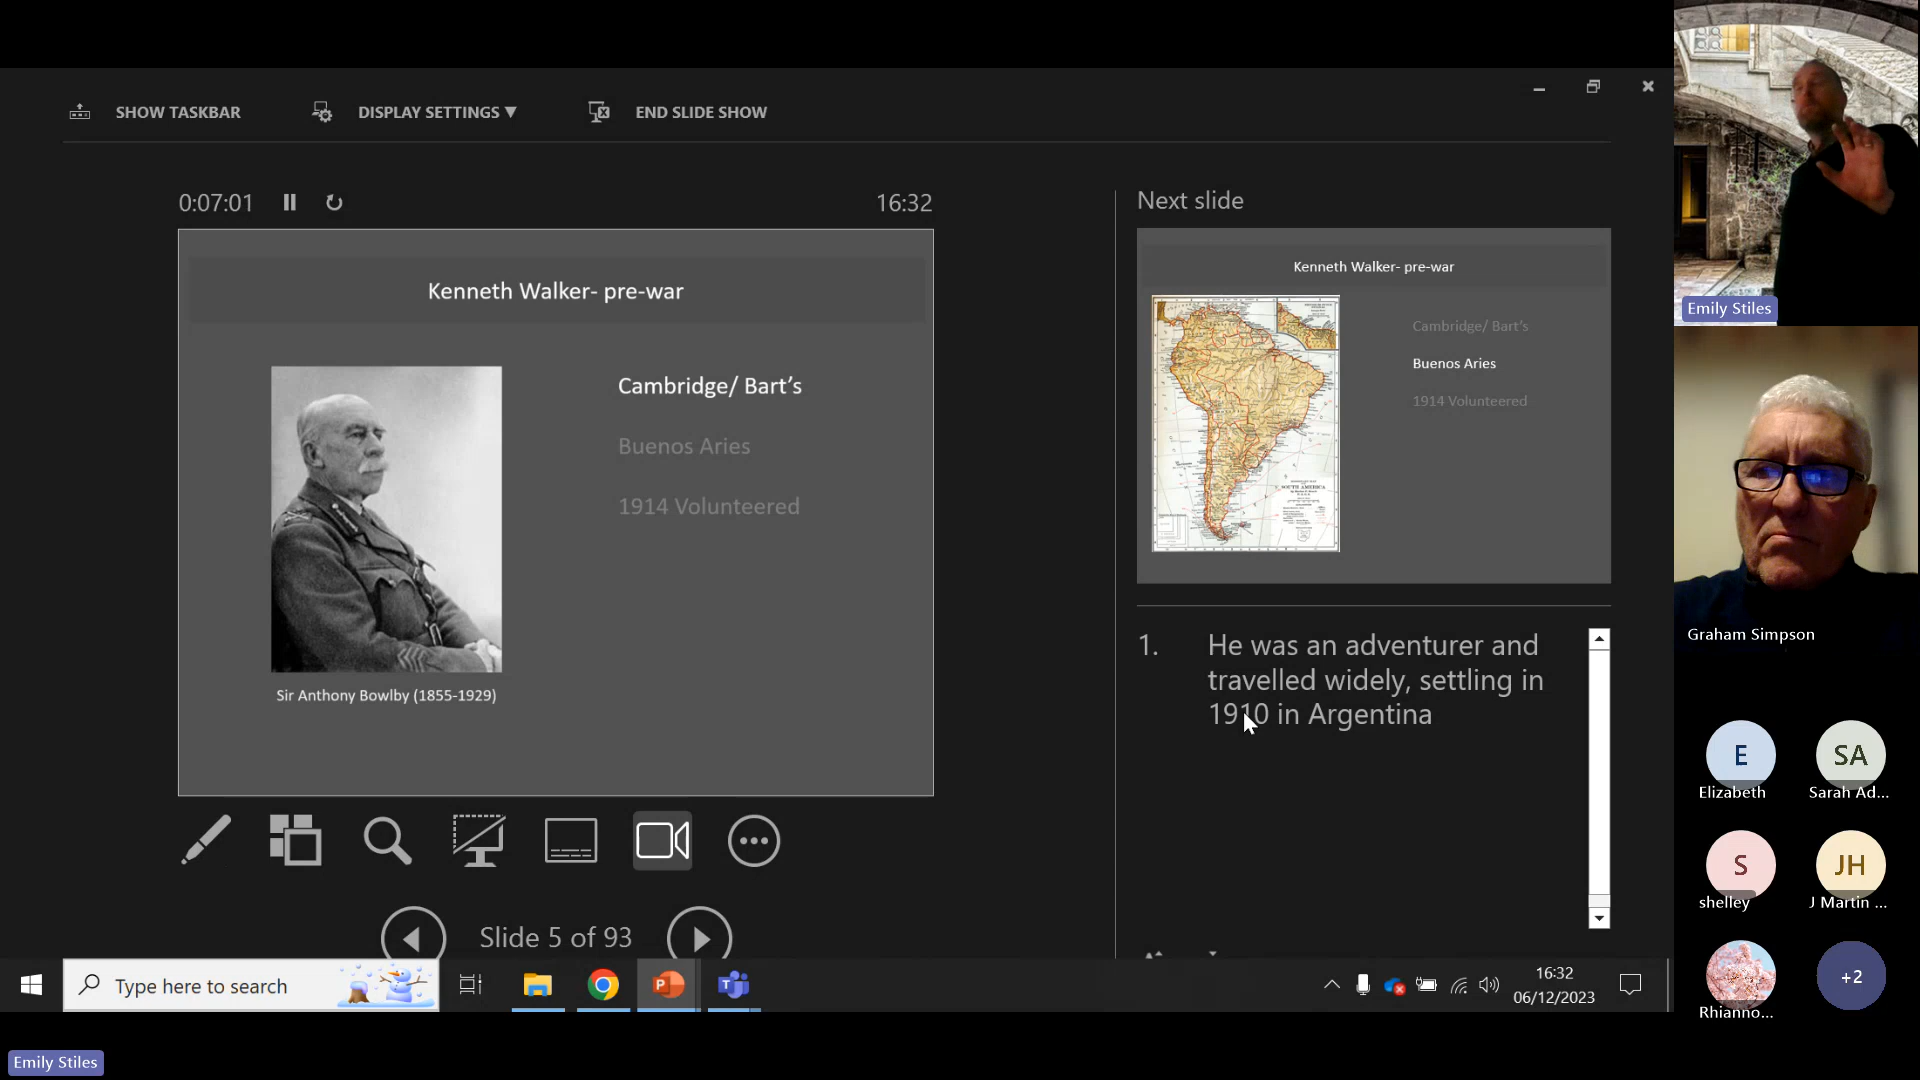 SHOW TASKBAR
DISPLAY SETTINGS ▼
END SLIDE SHOW
0:07:01
16:32
Kenneth Walker- pre-war
Cambridge/ Bart's
Buenos Aries
1914 Volunteered
Sir Anthony Bowlby (1855-1929)
Slide 5 of 93
Next slide
Kenneth Walker- pre-war
Cambridge/ Bart's
Buenos Aries
1914 Volunteered
SOUTH AMERICA
1. He was an adventurer and
travelled widely, settling in
1910 in Argentina
Emily Stiles
Graham Simpson
E
Elizabeth
SA
Sarah Ad...
S
shelley
JH
J Martin ...
Rhianno...
+2
Type here to search
16:32
06/12/2023
Emily Stiles